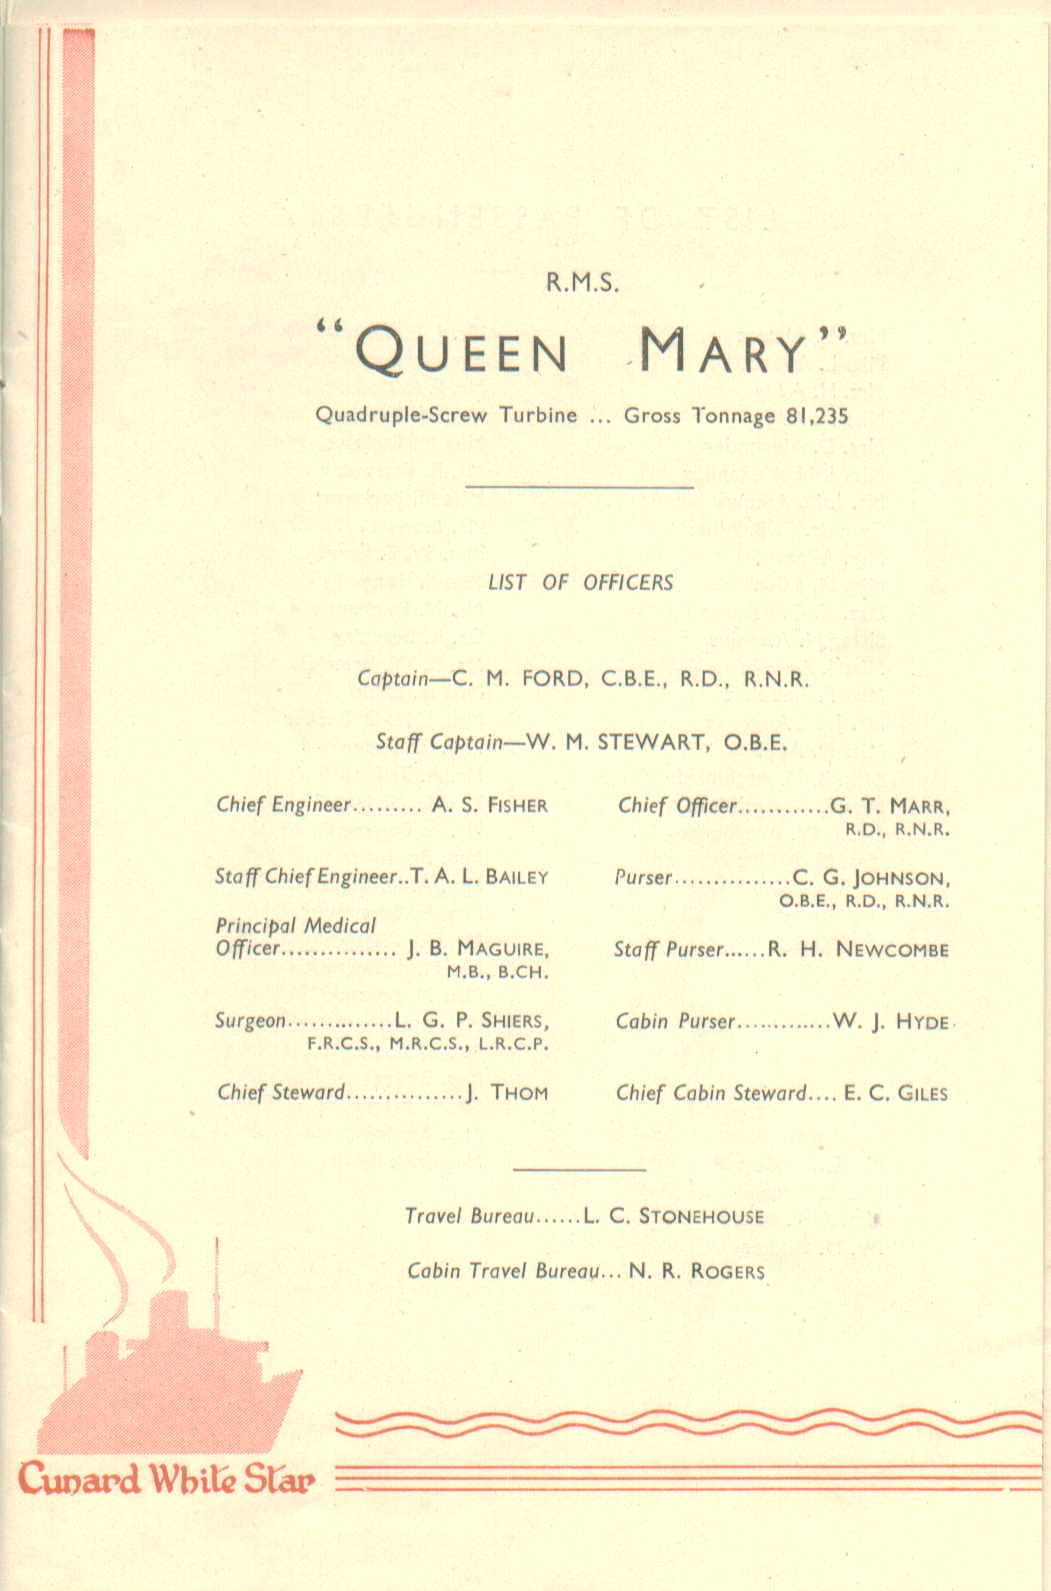 R.M.S.
"QUEEN MARY"
Quadruple-Screw Turbine ... Gross Tonnage 81,235
LIST OF OFFICERS
Captain—C. M. FORD, C.B.E., R.D., R.N.R.
Staff Captain—W. M. STEWART, O.B.E.
Chief Engineer......... A. S. FISHER
Staff Chief Engineer..T. A. L. BAILEY
Principal Medical
Officer............... J. B. MAGUIRE,
M.B., B.CH.
Surgeon..............L. G. P. SHIERS,
F.R.C.S., M.R.C.S., L.R.C.P.
Chief Steward...............J. THOM
Chief Officer............G. T. MARR,
R.D., R.N.R.
Purser...............C. G. JOHNSON,
O.B.E., R.D., R.N.R.
Staff Purser......R. H. NEWCOMBE
Cabin Purser............W. J. HYDE
Chief Cabin Steward.... E. C. GILES
Travel Bureau......L. C. STONEHOUSE
Cabin Travel Bureau... N. R. ROGERS
Cunard White Star